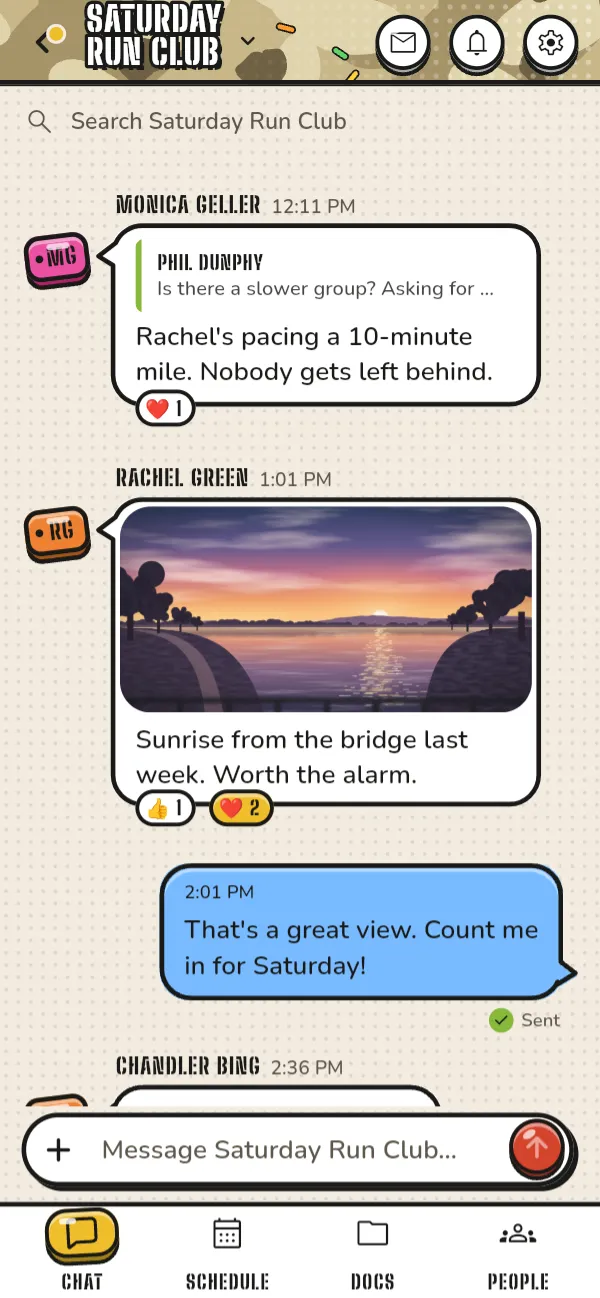 SATURDAY
RUN CLUB
Search Saturday Run Club
MONICA GELLER 12:11 PM
MG
PHIL DUNPHY
Is there a slower group? Asking for ...
Rachel's pacing a 10-minute
mile. Nobody gets left behind.
❤️ 1
RACHEL GREEN 1:01 PM
RG
Sunrise from the bridge last
week. Worth the alarm.
👍 1 ❤️ 2
2:01 PM
That's a great view. Count me
in for Saturday!
Sent
CHANDLER BING 2:36 PM
Message Saturday Run Club...
CHAT SCHEDULE DOCS PEOPLE